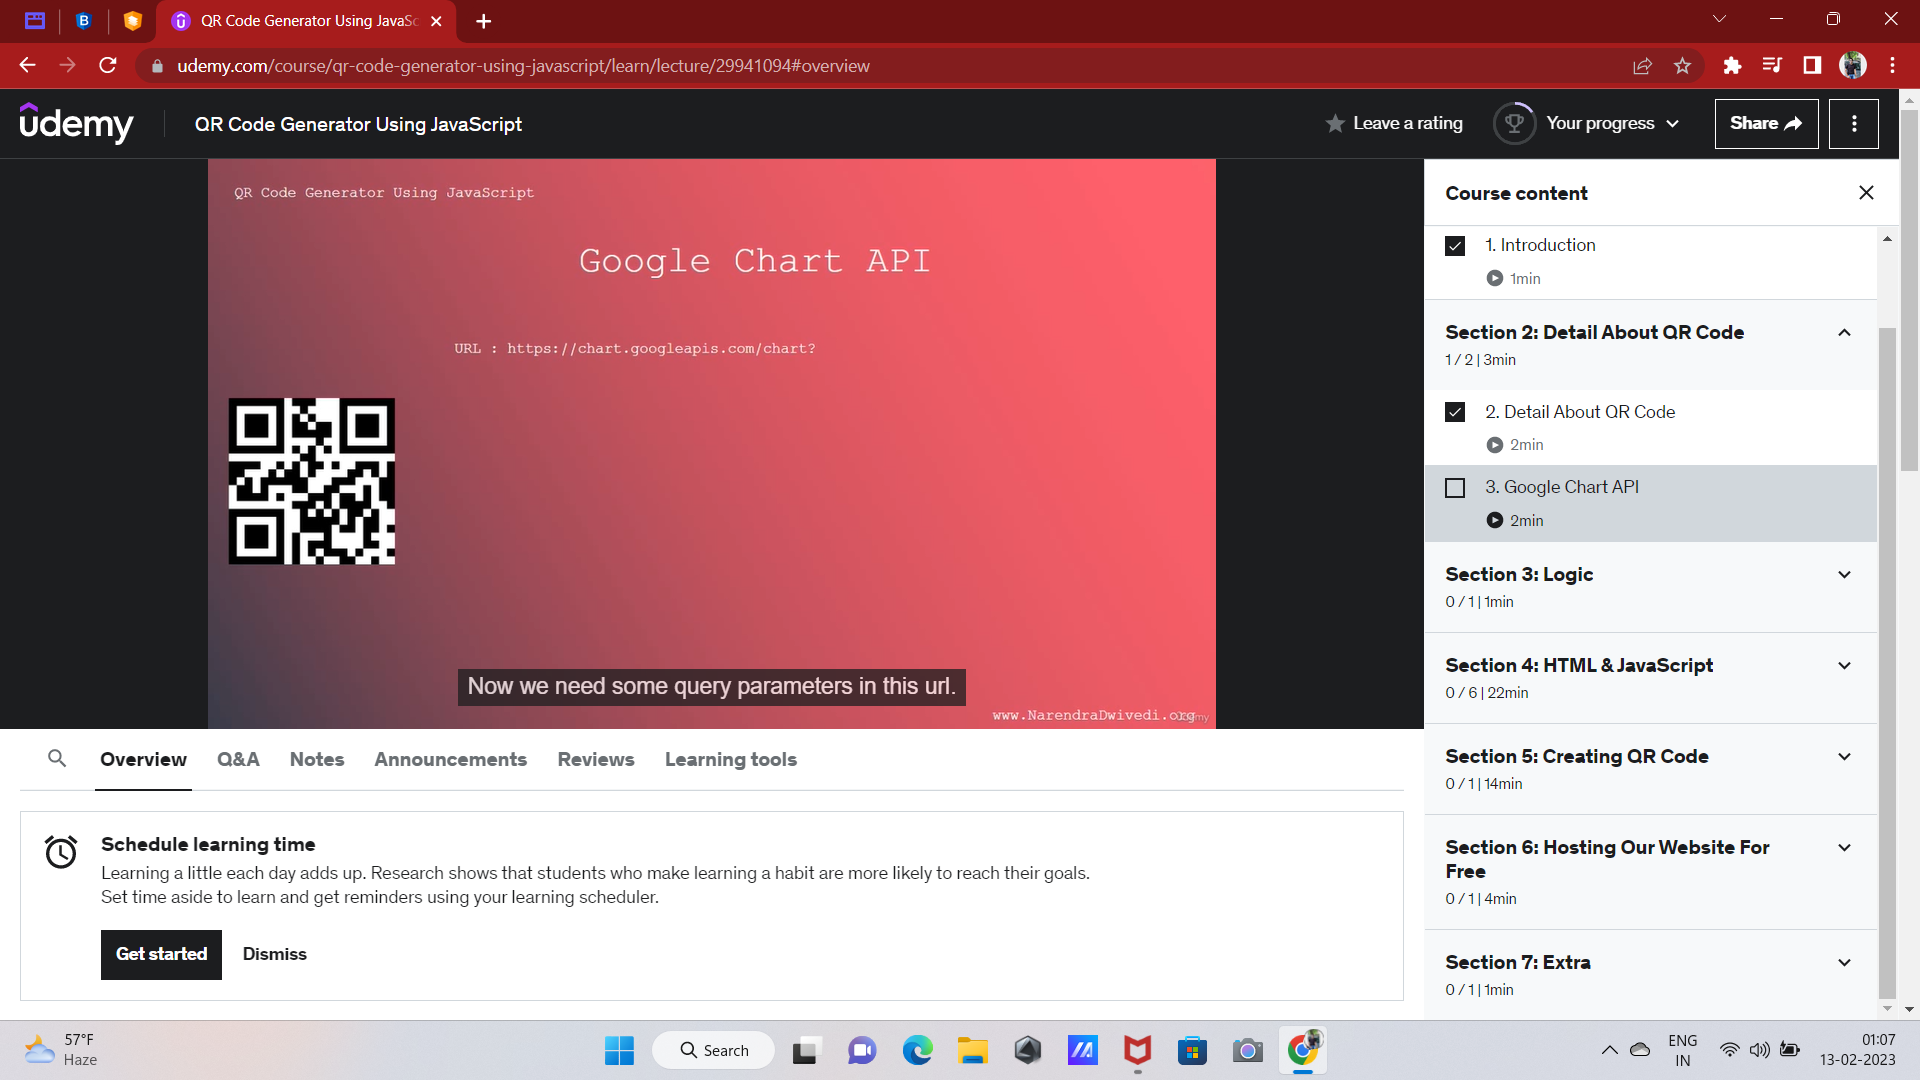 QR Code Generator Using JavaSc
udemy.com/course/qr-code-generator-using-javascript/learn/lecture/29941094#overview
udemy
QR Code Generator Using JavaScript
Leave a rating
Your progress
Share
QR Code Generator Using JavaScript
Google Chart API
URL : https://chart.googleapis.com/chart?
Now we need some query parameters in this url.
www.NarendraDwivedi.org
Course content
1. Introduction
1min
Section 2: Detail About QR Code
1 / 2 | 3min
2. Detail About QR Code
2min
3. Google Chart API
2min
Section 3: Logic
0 / 1 | 1min
Section 4: HTML & JavaScript
0 / 6 | 22min
Section 5: Creating QR Code
0 / 1 | 14min
Section 6: Hosting Our Website For
Free
0 / 1 | 4min
Section 7: Extra
0 / 1 | 1min
Overview
Q&A
Notes
Announcements
Reviews
Learning tools
Schedule learning time
Learning a little each day adds up. Research shows that students who make learning a habit are more likely to reach their goals.
Set time aside to learn and get reminders using your learning scheduler.
Get started
Dismiss
57°F
Haze
Search
ENG
IN
01:07
13-02-2023